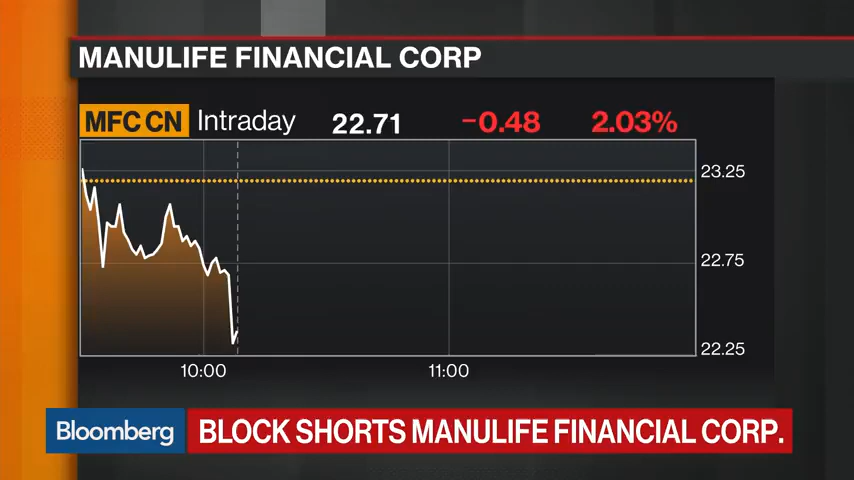 MANULIFE FINANCIAL CORP
MFC CN Intraday 22.71 -0.48 2.03%
23.25
22.75
22.25
10:00 11:00
Bloomberg BLOCK SHORTS MANULIFE FINANCIAL CORP.